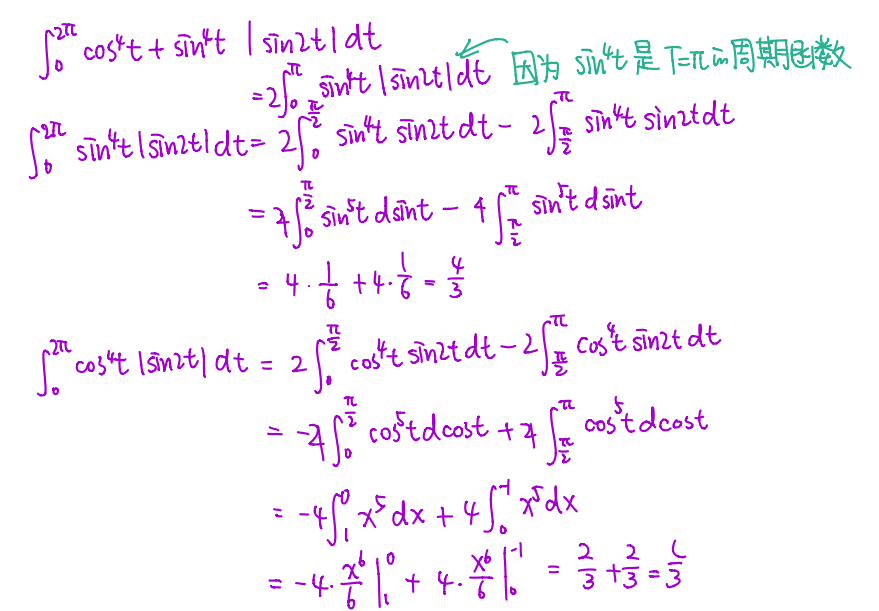 ∫₀^{2π} cos⁴t + sin⁴t |sin2t| dt
= 2∫₀^{π} sin⁴t |sin2t| dt 因为 sin⁴t 是 T=π 的周期函数
∫₀^{2π} sin⁴t |sin2t| dt = 2∫₀^{π/2} sin⁴t sin2t dt − 2∫_{π/2}^{π} sin⁴t sin2t dt
= 4∫₀^{π/2} sin⁵t dsint − 4∫_{π/2}^{π} sin⁵t dsint
= 4 · 1/6 + 4 · 1/6 = 4/3
∫₀^{2π} cos⁴t |sin2t| dt = 2∫₀^{π/2} cos⁴t sin2t dt − 2∫_{π/2}^{π} cos⁴t sin2t dt
= −4∫₀^{π/2} cos⁵t dcost + 4∫_{π/2}^{π} cos⁵t dcost
= −4∫₁^{0} x⁵ dx + 4∫₀^{−1} x⁵ dx
= −4 · x⁶/6 |₁^{0} + 4 · x⁶/6 |₀^{−1} = 2/3 + 2/3 =